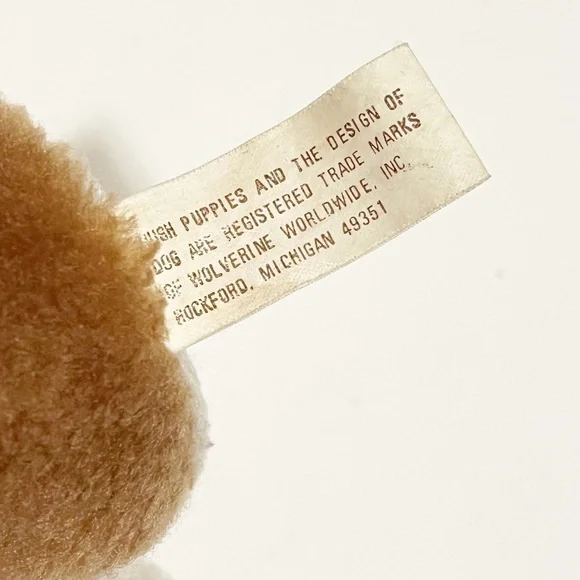 USH PUPPIES AND THE DESIGN OF
DOG ARE REGISTERED TRADE MARKS
OF WOLVERINE WORLDWIDE, INC.
ROCKFORD, MICHIGAN 49351